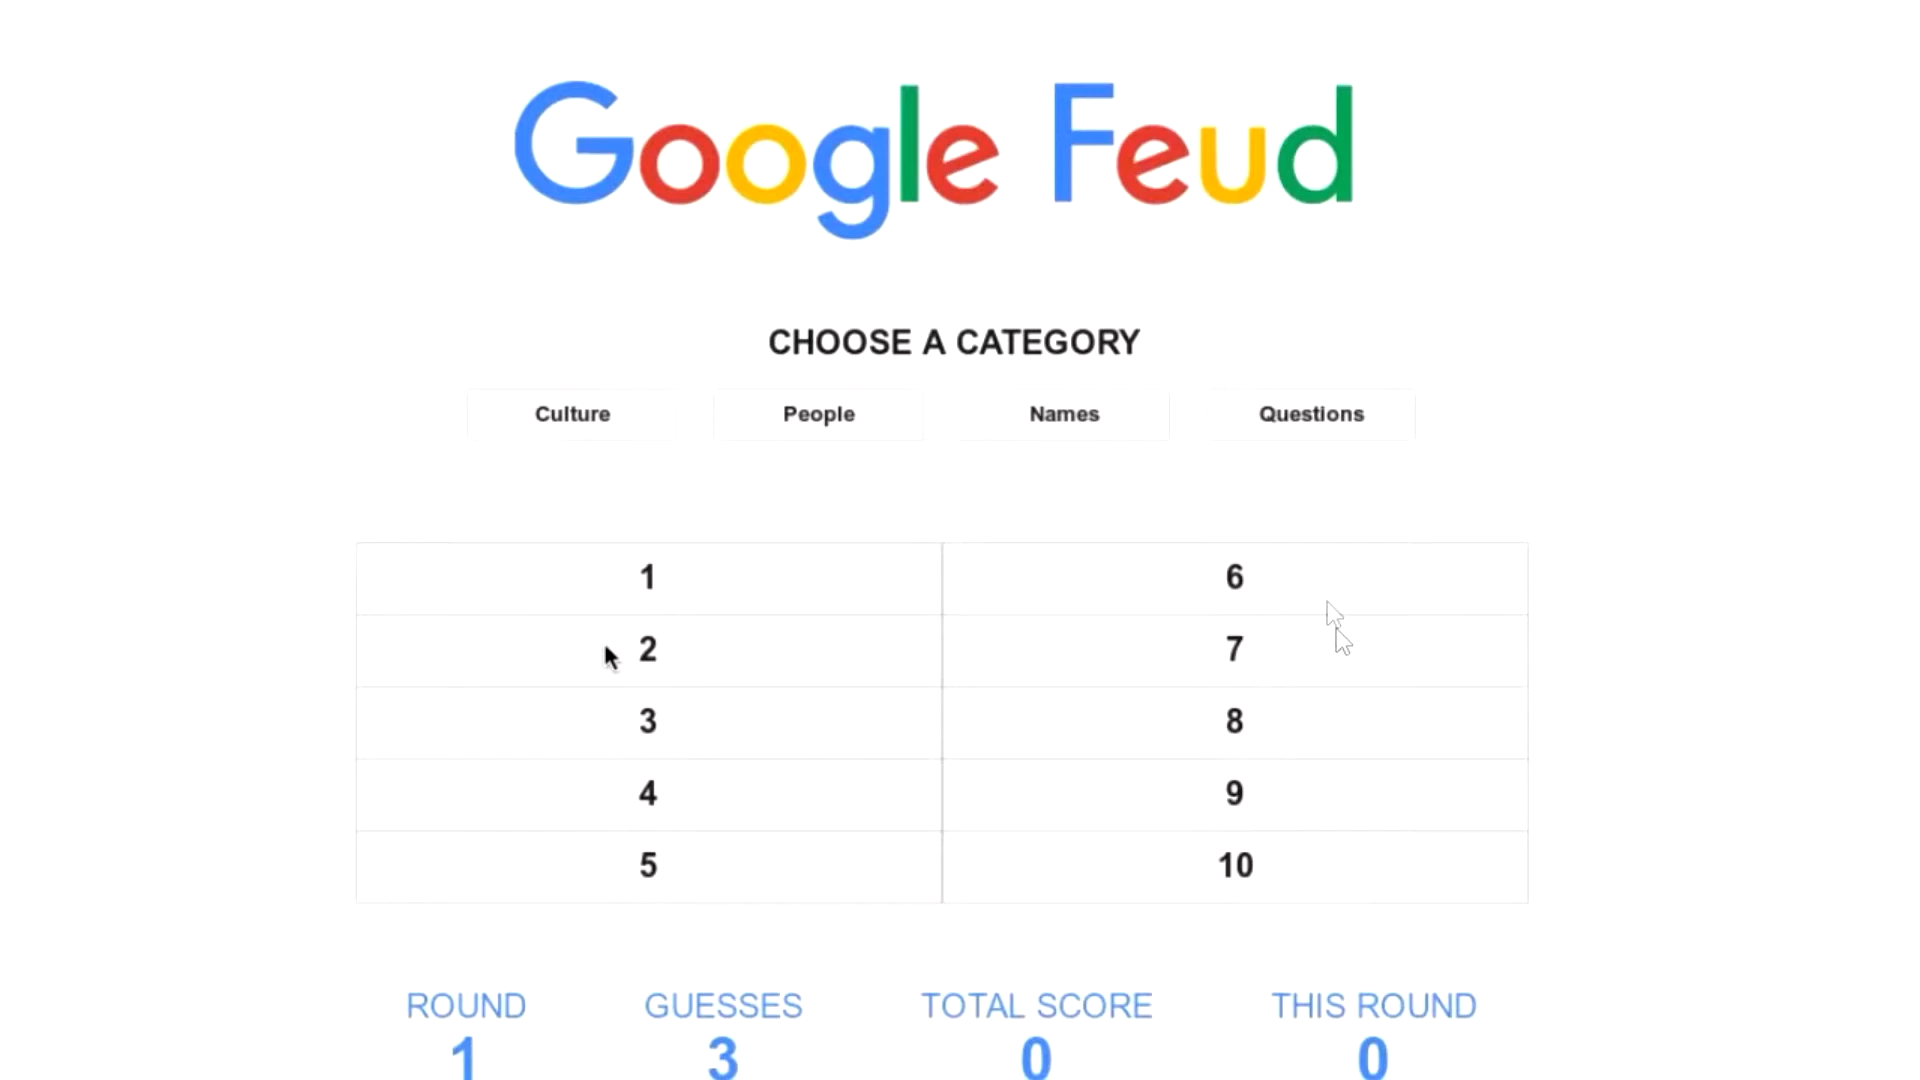 Google Feud
CHOOSE A CATEGORY
Culture People Names Questions
1 6
2 7
3 8
4 9
5 10
ROUND GUESSES TOTAL SCORE THIS ROUND
1 3 0 0